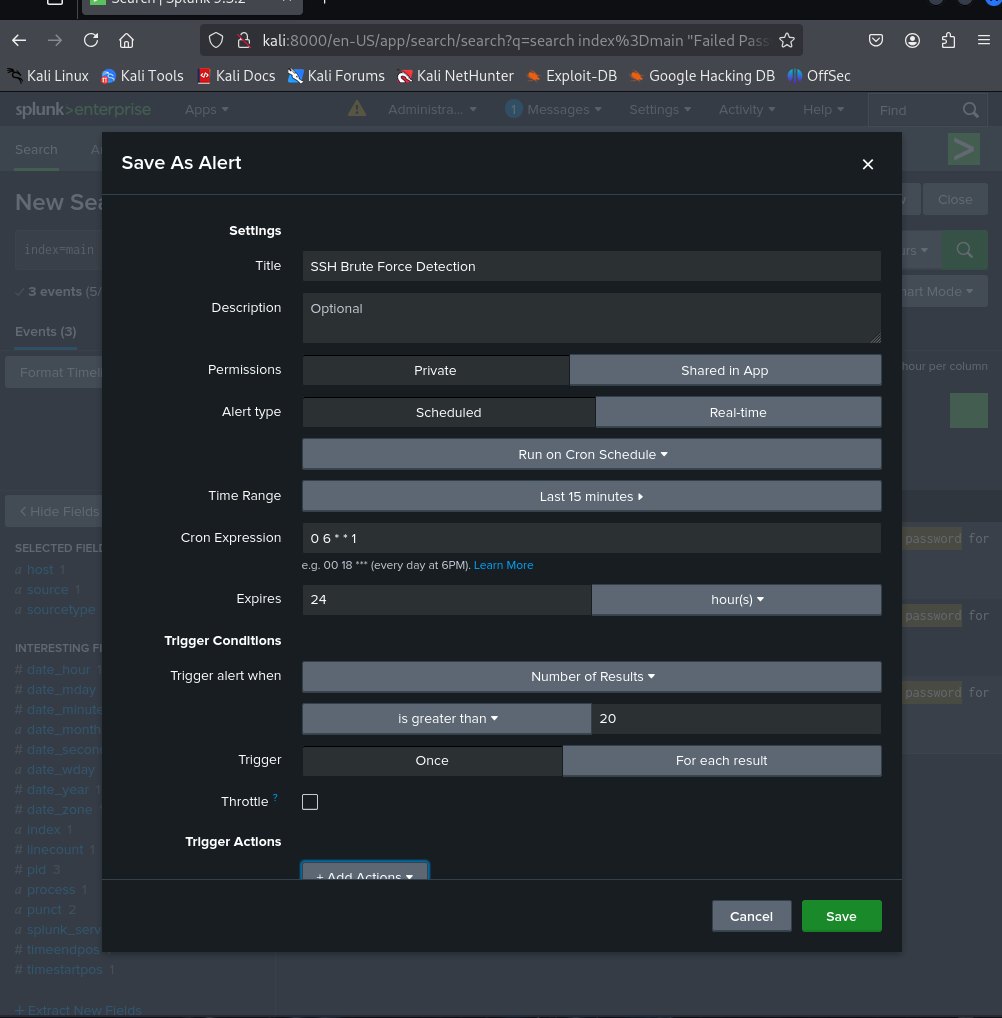 Search | Splunk 9.3.2
kali:8000/en-US/app/search/search?q=search index%3Dmain "Failed Pass
Kali Linux Kali Tools Kali Docs Kali Forums Kali NetHunter Exploit-DB Google Hacking DB OffSec
splunk>enterprise Apps Administra... 1 Messages Settings Activity Help Find
Search
Save As Alert
New Sea
Close
Settings
index=main
Title SSH Brute Force Detection
3 events (5/
Description Optional
Events (3)
Format Timeli
Permissions Private Shared in App
hour per column
Alert type Scheduled Real-time
Run on Cron Schedule
Time Range Last 15 minutes
< Hide Fields
Cron Expression 0 6 * * 1
password for
e.g. 00 18 *** (every day at 6PM). Learn More
SELECTED FIELD
a host 1
a source 1
a sourcetype
Expires 24 hour(s)
password for
Trigger Conditions
INTERESTING FI
Trigger alert when Number of Results
# date_hour 1
# date_mday
password for
# date_minute
is greater than 20
a date_month
# date_second
Trigger Once For each result
a date_wday
# date_year 1
# date_zone
Throttle ?
a index 1
# linecount 1
Trigger Actions
# pid 3
+ Add Actions
a process 1
a punct 2
Cancel Save
a splunk_serv
# timeendpos
# timestartpos 1
+ Extract New Fields